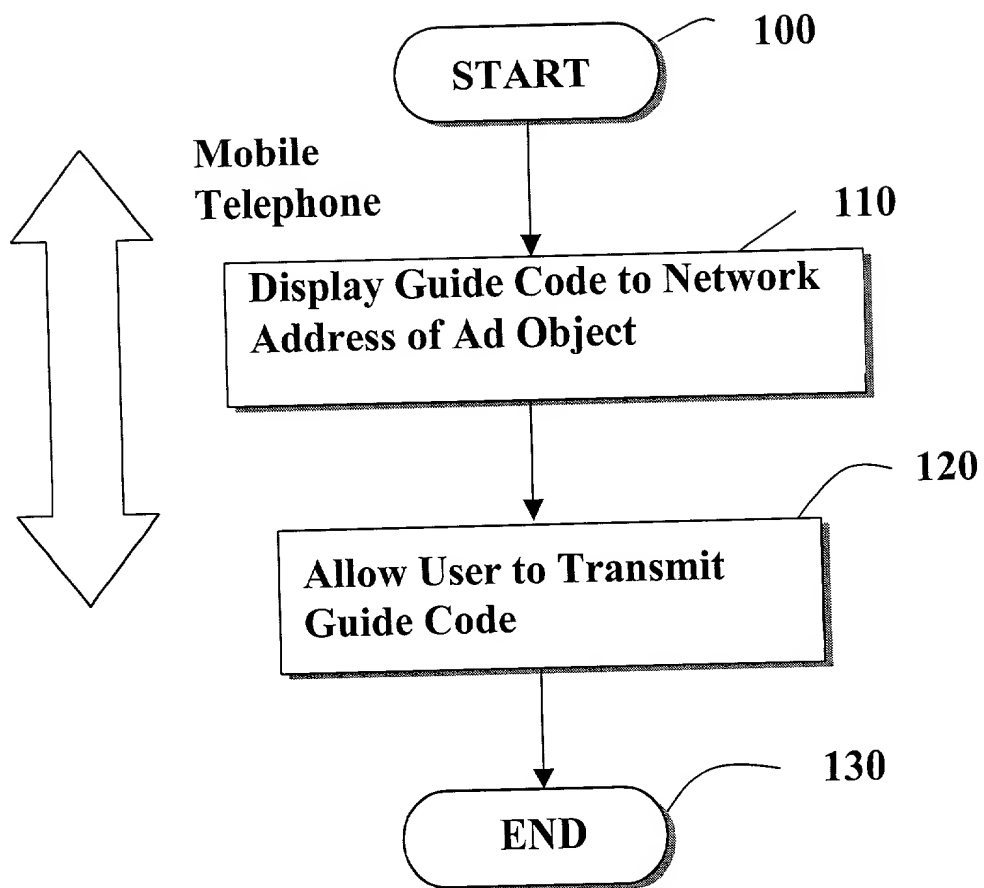 100
START
Mobile
Telephone
110
Display Guide Code to Network
Address of Ad Object
120
Allow User to Transmit
Guide Code
130
END